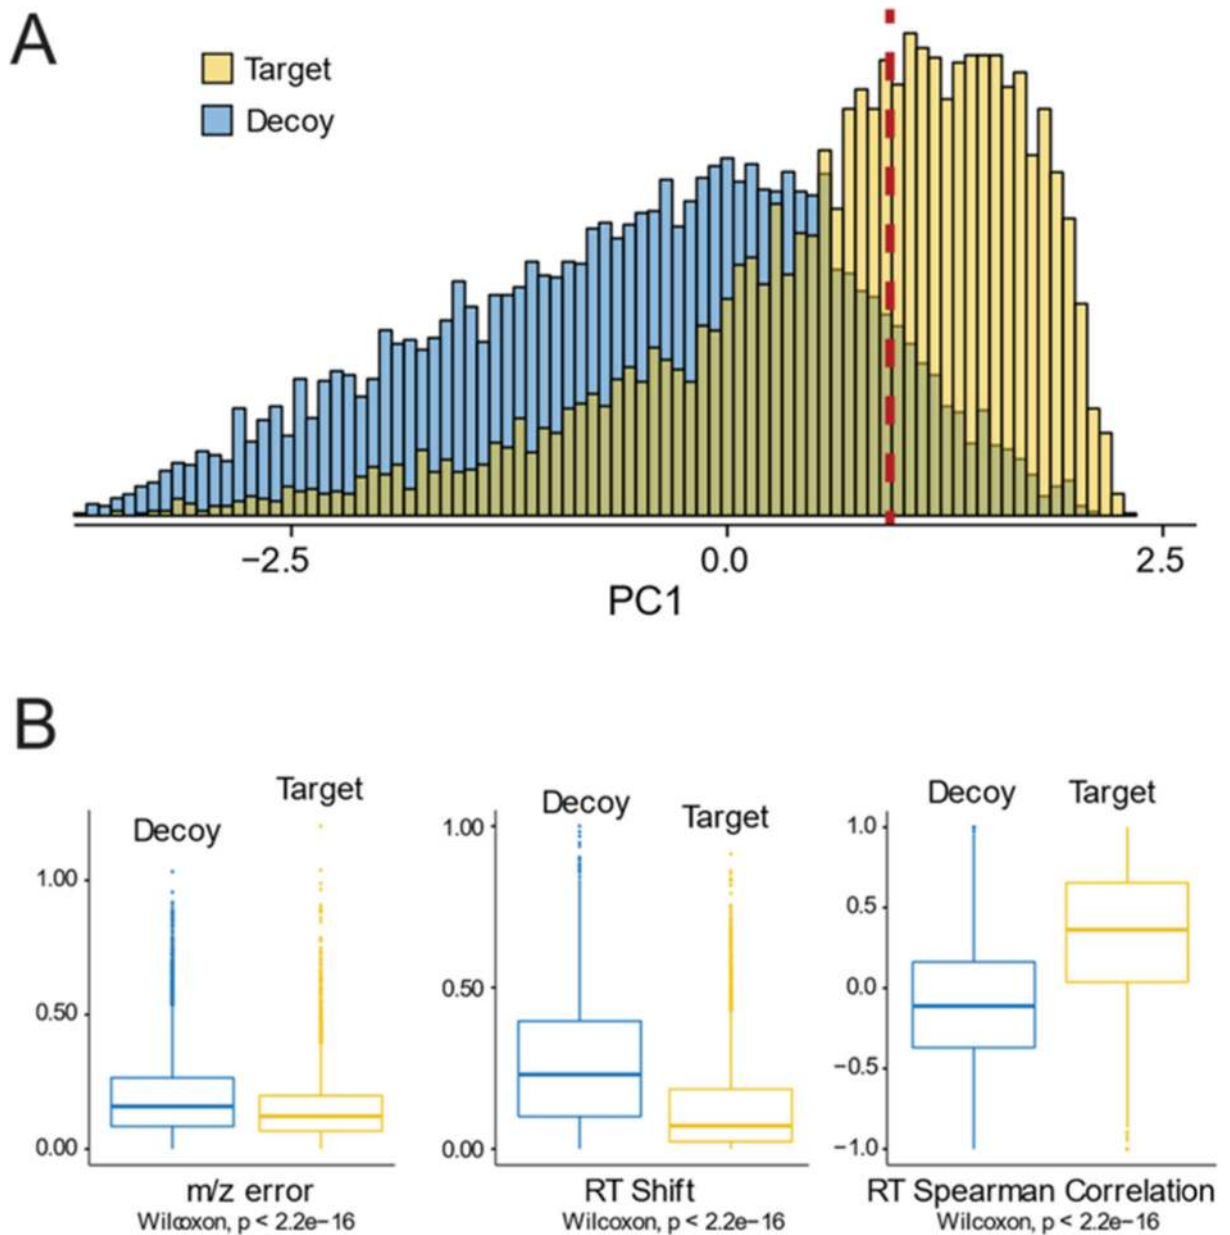 A
Target
Decoy
−2.5
0.0
2.5
PC1
B
Decoy
Target
1.00
0.50
0.00
m/z error
Wilcoxon, p < 2.2e−16
Decoy
Target
1.00
0.50
0.00
RT Shift
Wilcoxon, p < 2.2e−16
Decoy
Target
1.0
0.5
0.0
−0.5
−1.0
RT Spearman Correlation
Wilcoxon, p < 2.2e−16